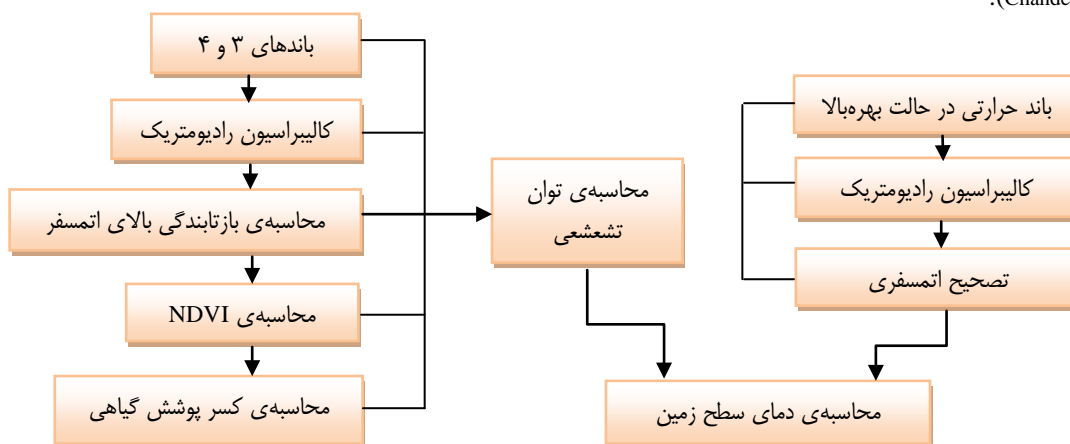 باندهای ۳ و ۴
کالیبراسیون رادیومتریک
محاسبه‌ی بازتابندگی بالای اتمسفر
محاسبه‌ی NDVI
محاسبه‌ی کسر پوشش گیاهی
محاسبه‌ی توان
تشعشعی
باند حرارتی در حالت بهره‌بالا
کالیبراسیون رادیومتریک
تصحیح اتمسفری
محاسبه‌ی دمای سطح زمین